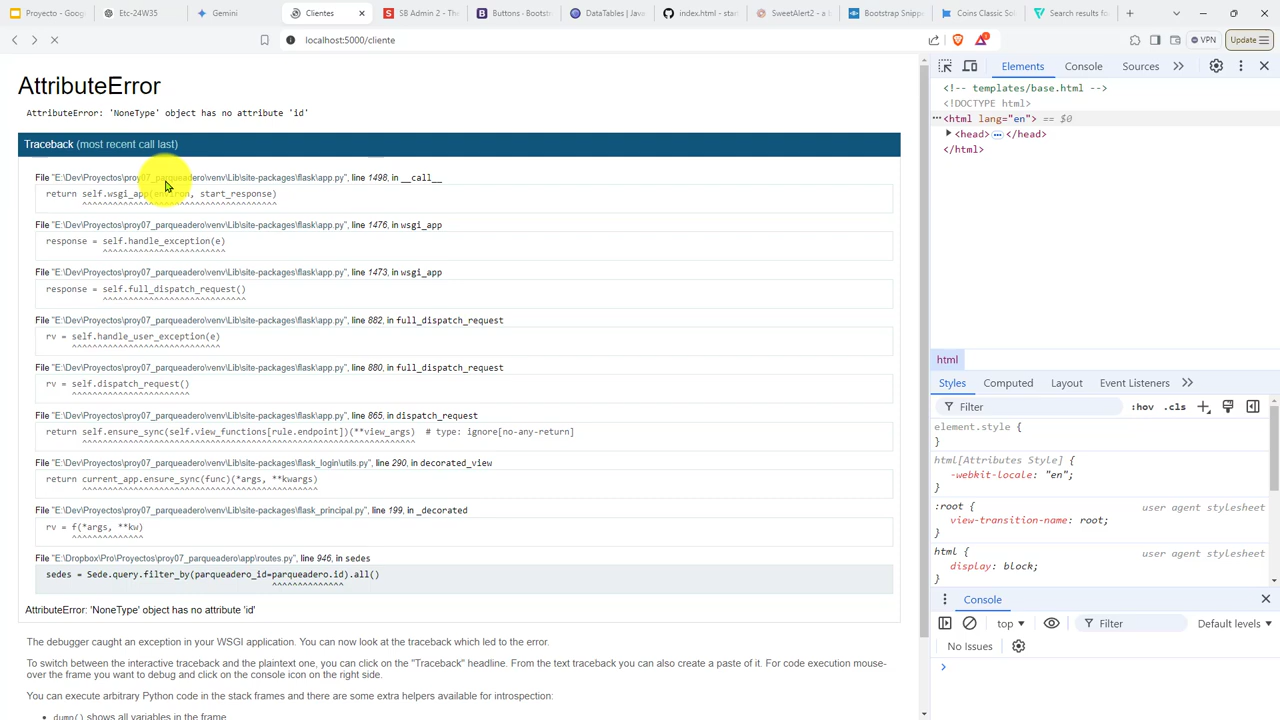 Proyecto - Goog
Etc-24W35
Gemini
Clientes
SB Admin 2 - The
Buttons - Bootst
DataTables | Java
index.html - star
SweetAlert2 - a b
Bootstrap Snippe
Coins Classic Sol
Search results for
localhost:5000/cliente
VPN
Update
AttributeError
AttributeError: 'NoneType' object has no attribute 'id'
Traceback (most recent call last)
File "E:\Dev\Proyectos\proy07_parqueadero\venv\Lib\site-packages\flask\app.py", line 1498, in __call__
return self.wsgi_app(environ, start_response)
^^^^^^^^^^^^^^^^^^^^^^^^^^^^^^^^^^^^^^
File "E:\Dev\Proyectos\proy07_parqueadero\venv\Lib\site-packages\flask\app.py", line 1476, in wsgi_app
response = self.handle_exception(e)
^^^^^^^^^^^^^^^^^^^^^^^^
File "E:\Dev\Proyectos\proy07_parqueadero\venv\Lib\site-packages\flask\app.py", line 1473, in wsgi_app
response = self.full_dispatch_request()
^^^^^^^^^^^^^^^^^^^^^^^^^^^^
File "E:\Dev\Proyectos\proy07_parqueadero\venv\Lib\site-packages\flask\app.py", line 882, in full_dispatch_request
rv = self.handle_user_exception(e)
^^^^^^^^^^^^^^^^^^^^^^^^^^^^^
File "E:\Dev\Proyectos\proy07_parqueadero\venv\Lib\site-packages\flask\app.py", line 880, in full_dispatch_request
rv = self.dispatch_request()
^^^^^^^^^^^^^^^^^^^^^^^
File "E:\Dev\Proyectos\proy07_parqueadero\venv\Lib\site-packages\flask\app.py", line 865, in dispatch_request
return self.ensure_sync(self.view_functions[rule.endpoint])(**view_args)  # type: ignore[no-any-return]
^^^^^^^^^^^^^^^^^^^^^^^^^^^^^^^^^^^^^^^^^^^^^^^^^^^^^^^^^^^^^^^^^
File "E:\Dev\Proyectos\proy07_parqueadero\venv\Lib\site-packages\flask_login\utils.py", line 290, in decorated_view
return current_app.ensure_sync(func)(*args, **kwargs)
^^^^^^^^^^^^^^^^^^^^^^^^^^^^^^^^^^^^^^^^^^^^^^
File "E:\Dev\Proyectos\proy07_parqueadero\venv\Lib\site-packages\flask_principal.py", line 199, in _decorated
rv = f(*args, **kw)
^^^^^^^^^^^^^^
File "E:\Dropbox\Pro\Proyectos\proy07_parqueadero\app\routes.py", line 946, in sedes
sedes = Sede.query.filter_by(parqueadero_id=parqueadero.id).all()
^^^^^^^^^^^^^^
AttributeError: 'NoneType' object has no attribute 'id'
The debugger caught an exception in your WSGI application. You can now look at the traceback which led to the error.
To switch between the interactive traceback and the plaintext one, you can click on the "Traceback" headline. From the text traceback you can also create a paste of it. For code execution mouse-
over the frame you want to debug and click on the console icon on the right side.
You can execute arbitrary Python code in the stack frames and there are some extra helpers available for introspection:
• dump() shows all variables in the frame
Elements
Console
Sources
<!-- templates/base.html -->
<!DOCTYPE html>
<html lang="en"> == $0
<head> ... </head>
</html>
html
Styles
Computed
Layout
Event Listeners
Filter
:hov .cls
element.style {
}
html[Attributes Style] {
-webkit-locale: "en";
}
:root { user agent stylesheet
view-transition-name: root;
}
html { user agent stylesheet
display: block;
}
Console
top
Filter
Default levels
No Issues